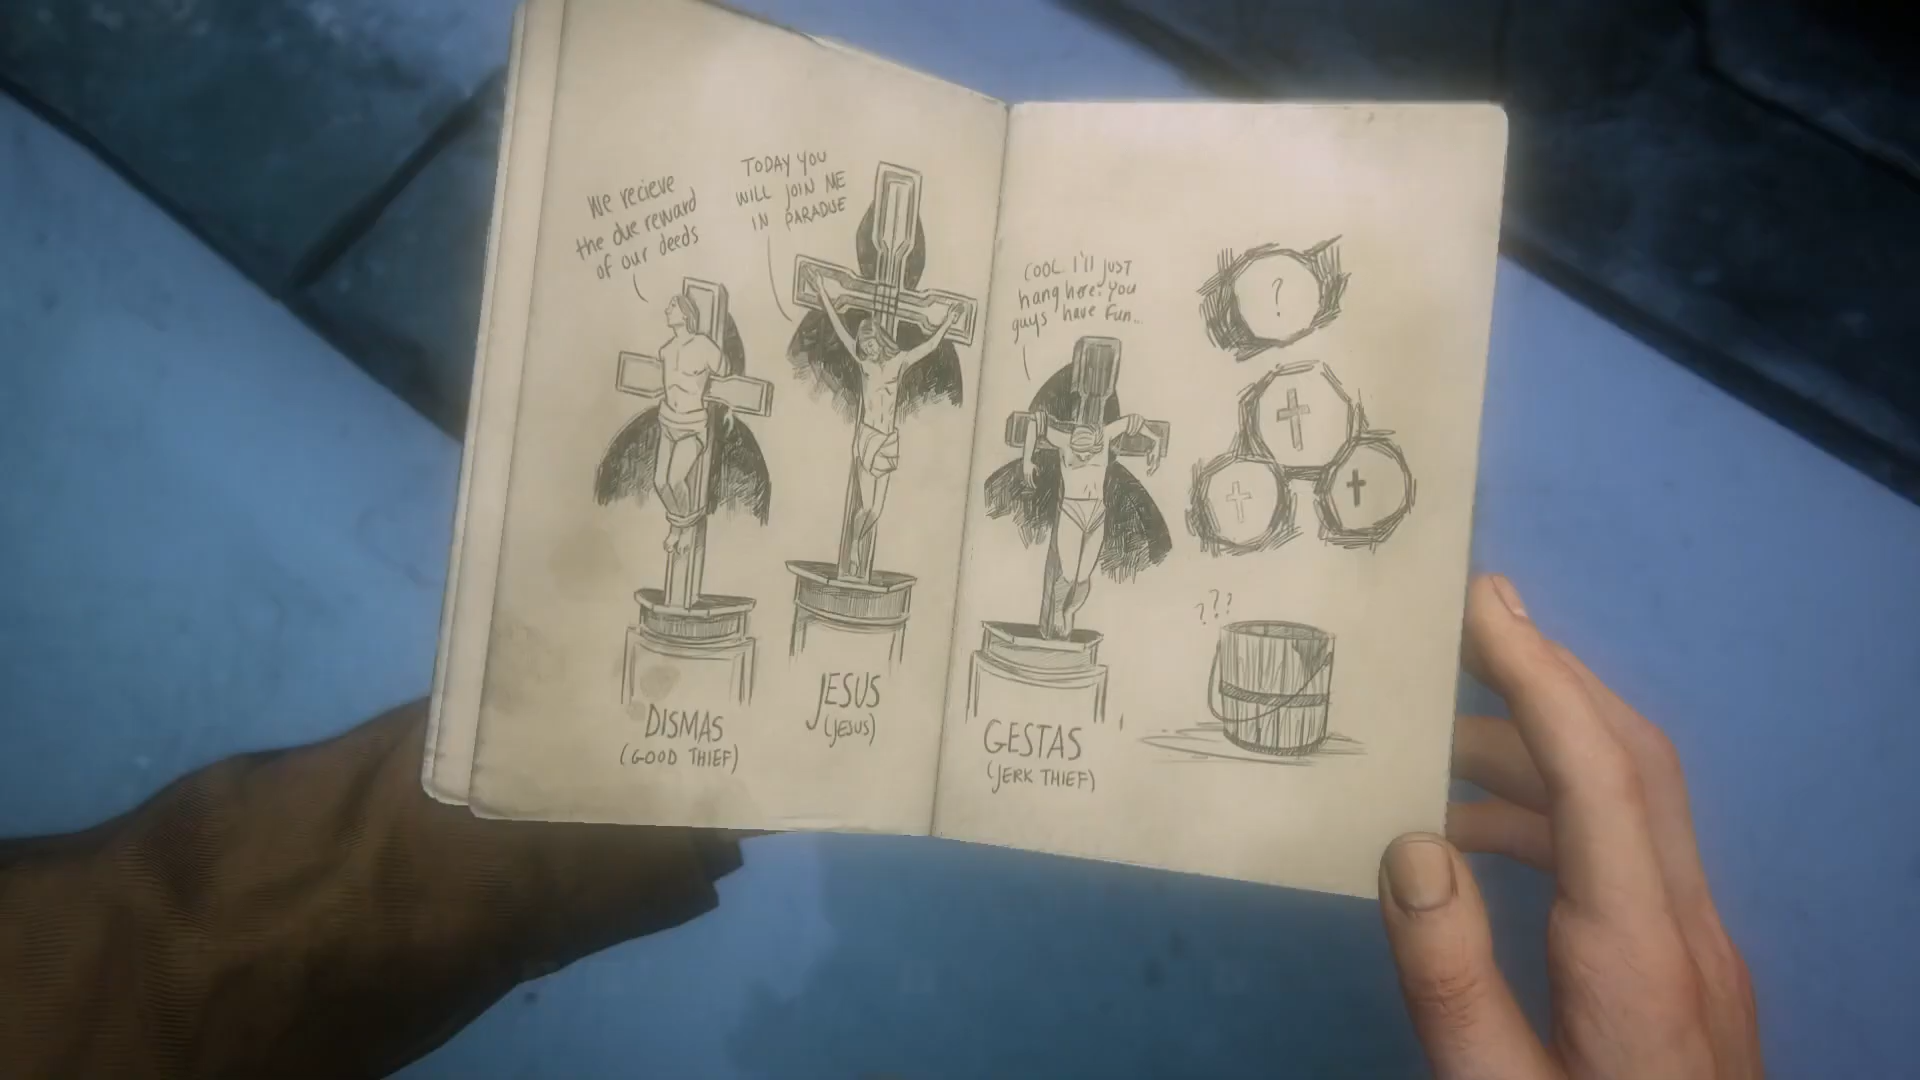 We recieve
the due reward
of our deeds
TODAY YOU
WILL JOIN ME
IN PARADISE
DISMAS
(GOOD THIEF)
JESUS
(JESUS)
COOL. I'll JUST
hang here. You
guys have fun..
GESTAS
(JERK THIEF)
?
???